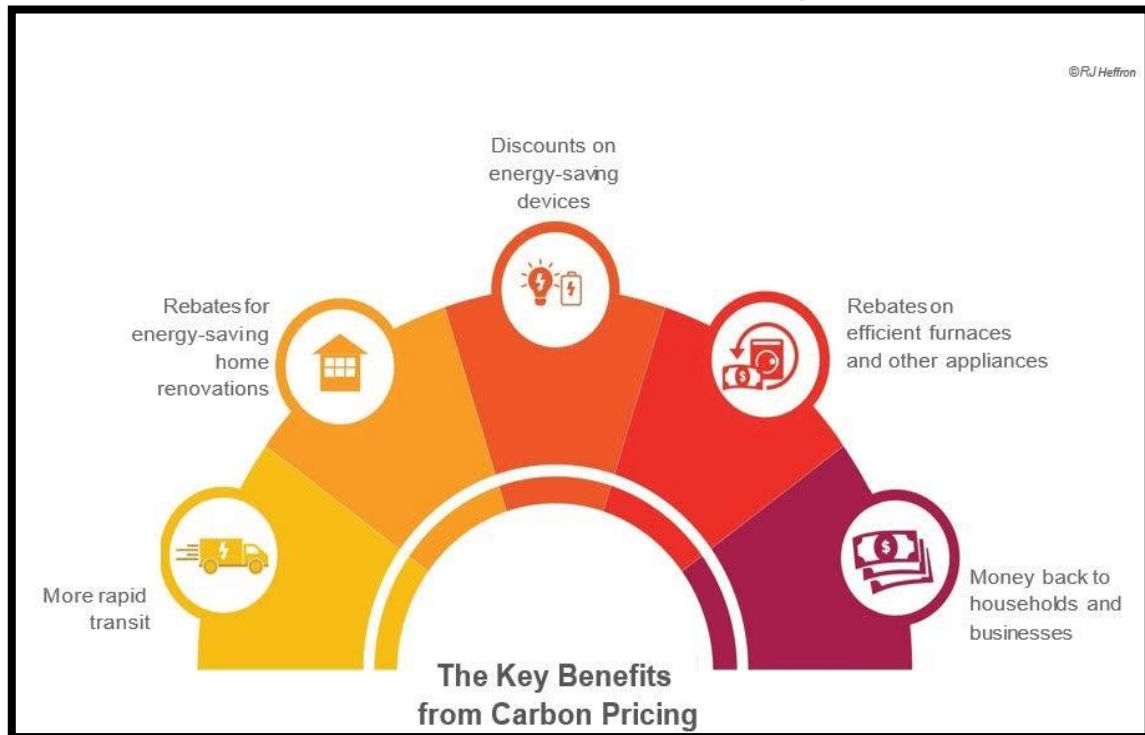 ©RJ Heffron
Discounts on
energy-saving
devices
Rebates for
energy-saving
home
renovations
Rebates on
efficient furnaces
and other appliances
More rapid
transit
Money back to
households and
businesses
The Key Benefits
from Carbon Pricing